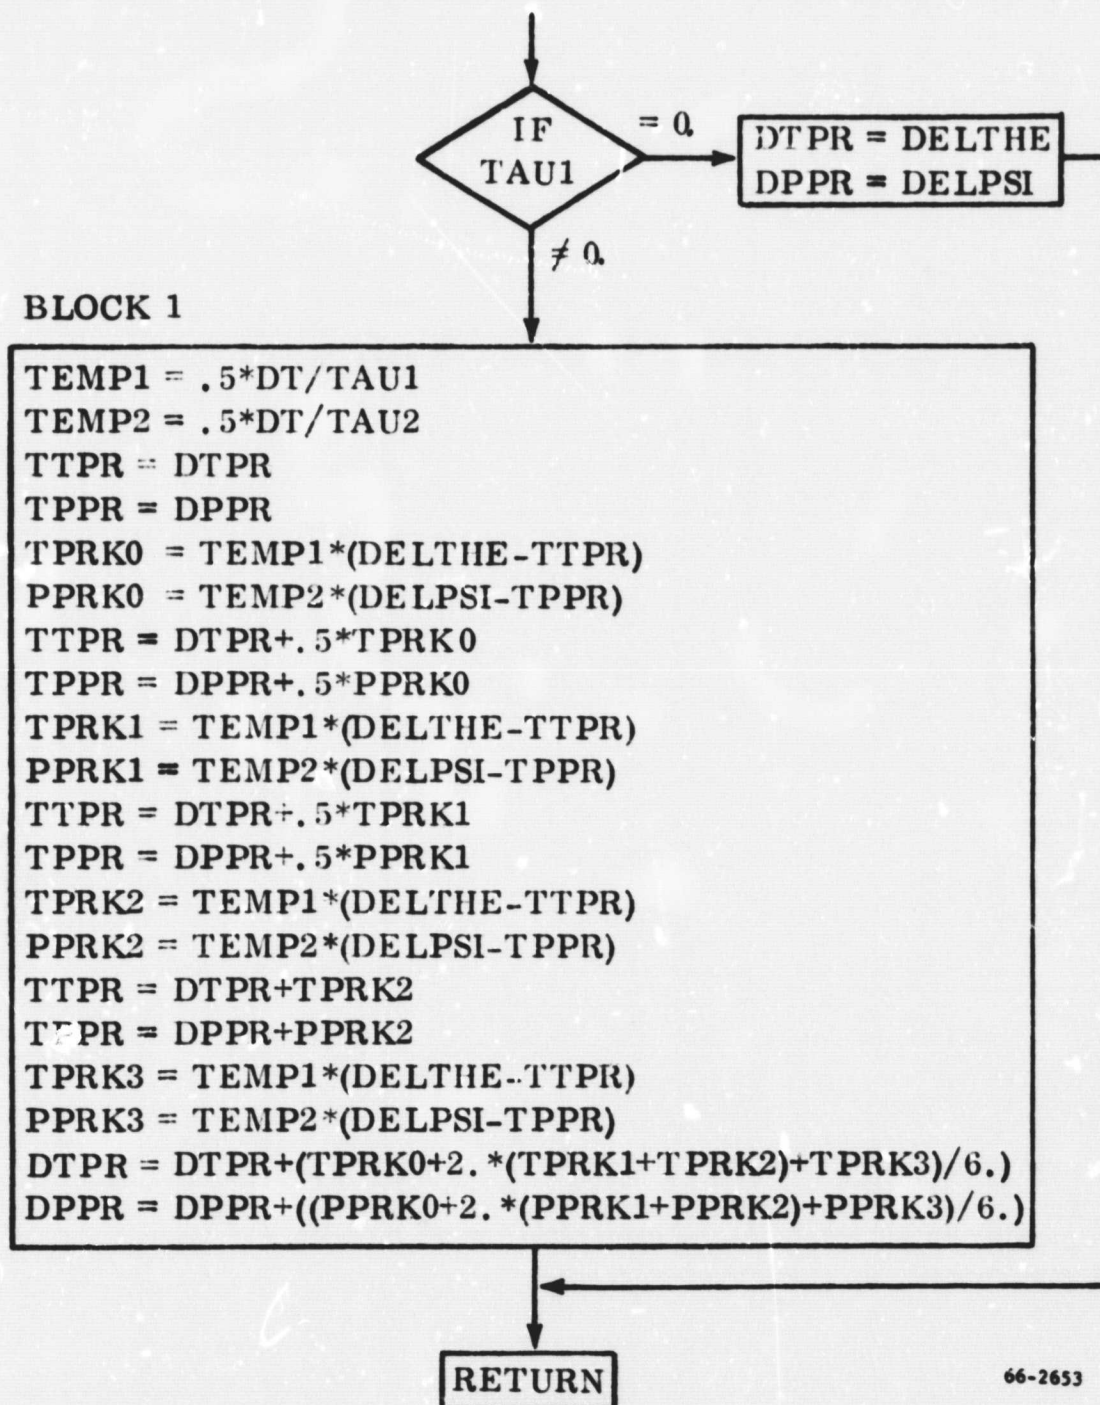 IF
TAU1
= 0.
DTPR = DELTHE
DPPR = DELPSI
≠ 0.
BLOCK 1
TEMP1 = .5*DT/TAU1
TEMP2 = .5*DT/TAU2
TTPR = DTPR
TPPR = DPPR
TPRK0 = TEMP1*(DELTHE-TTPR)
PPRK0 = TEMP2*(DELPSI-TPPR)
TTPR = DTPR+.5*TPRK0
TPPR = DPPR+.5*PPRK0
TPRK1 = TEMP1*(DELTHE-TTPR)
PPRK1 = TEMP2*(DELPSI-TPPR)
TTPR = DTPR+.5*TPRK1
TPPR = DPPR+.5*PPRK1
TPRK2 = TEMP1*(DELTHE-TTPR)
PPRK2 = TEMP2*(DELPSI-TPPR)
TTPR = DTPR+TPRK2
TPPR = DPPR+PPRK2
TPRK3 = TEMP1*(DELTHE-TTPR)
PPRK3 = TEMP2*(DELPSI-TPPR)
DTPR = DTPR+(TPRK0+2.*(TPRK1+TPRK2)+TPRK3)/6.)
DPPR = DPPR+((PPRK0+2.*(PPRK1+PPRK2)+PPRK3)/6.)
RETURN
66-2653